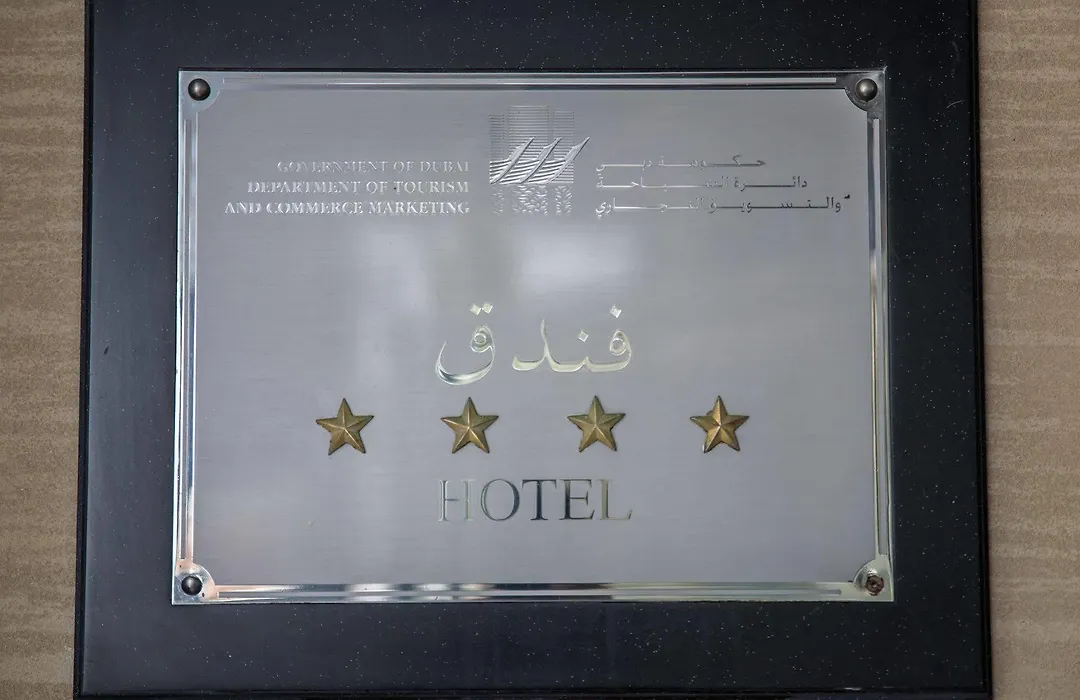 GOVERNMENT OF DUBAI
DEPARTMENT OF TOURISM
AND COMMERCE MARKETING
حكومة دبي
دائرة السياحة
والتسويق التجاري
فندق
HOTEL